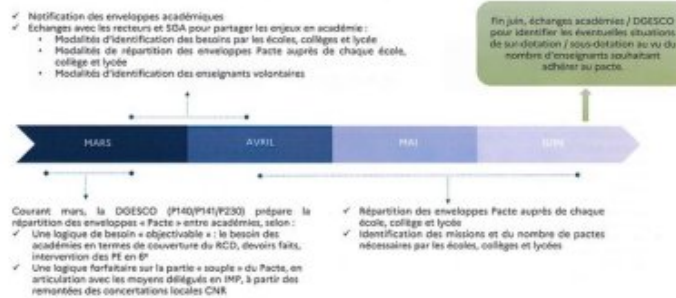 ✓ Notification des enveloppes académiques
✓ Echanges avec les recteurs et SGA pour partager les enjeux en académie :
• Modalités d'identification des besoins par les écoles, collèges et lycée
• Modalités de répartition des enveloppes Pacte auprès de chaque école,
collège et lycée
• Modalités d'identification des enseignants volontaires
Fin juin, échanges académies / DGESCO
pour identifier les éventuelles situations
de sur-dotation / sous-dotation au vu du
nombre d'enseignants souhaitant
adhérer au pacte.
MARS
AVRIL
MAI
JUIN
Courant mars, la DGESCO (P140/P141/P230) prépare la
répartition des enveloppes « Pacte » entre académies, selon :
✓ Une logique de besoin « objectivable » : le besoin des
académies en termes de couverture du RCD, devoirs faits,
intervention des PE en 6e
✓ Une logique forfaitaire sur la partie « souple » du Pacte, en
articulation avec les moyens délégués en IMP, à partir des
remontées des concertations locales CNR
✓ Répartition des enveloppes Pacte auprès de chaque
école, collège et lycée
✓ Identification des missions et du nombre de pactes
nécessaires par les écoles, collèges et lycées